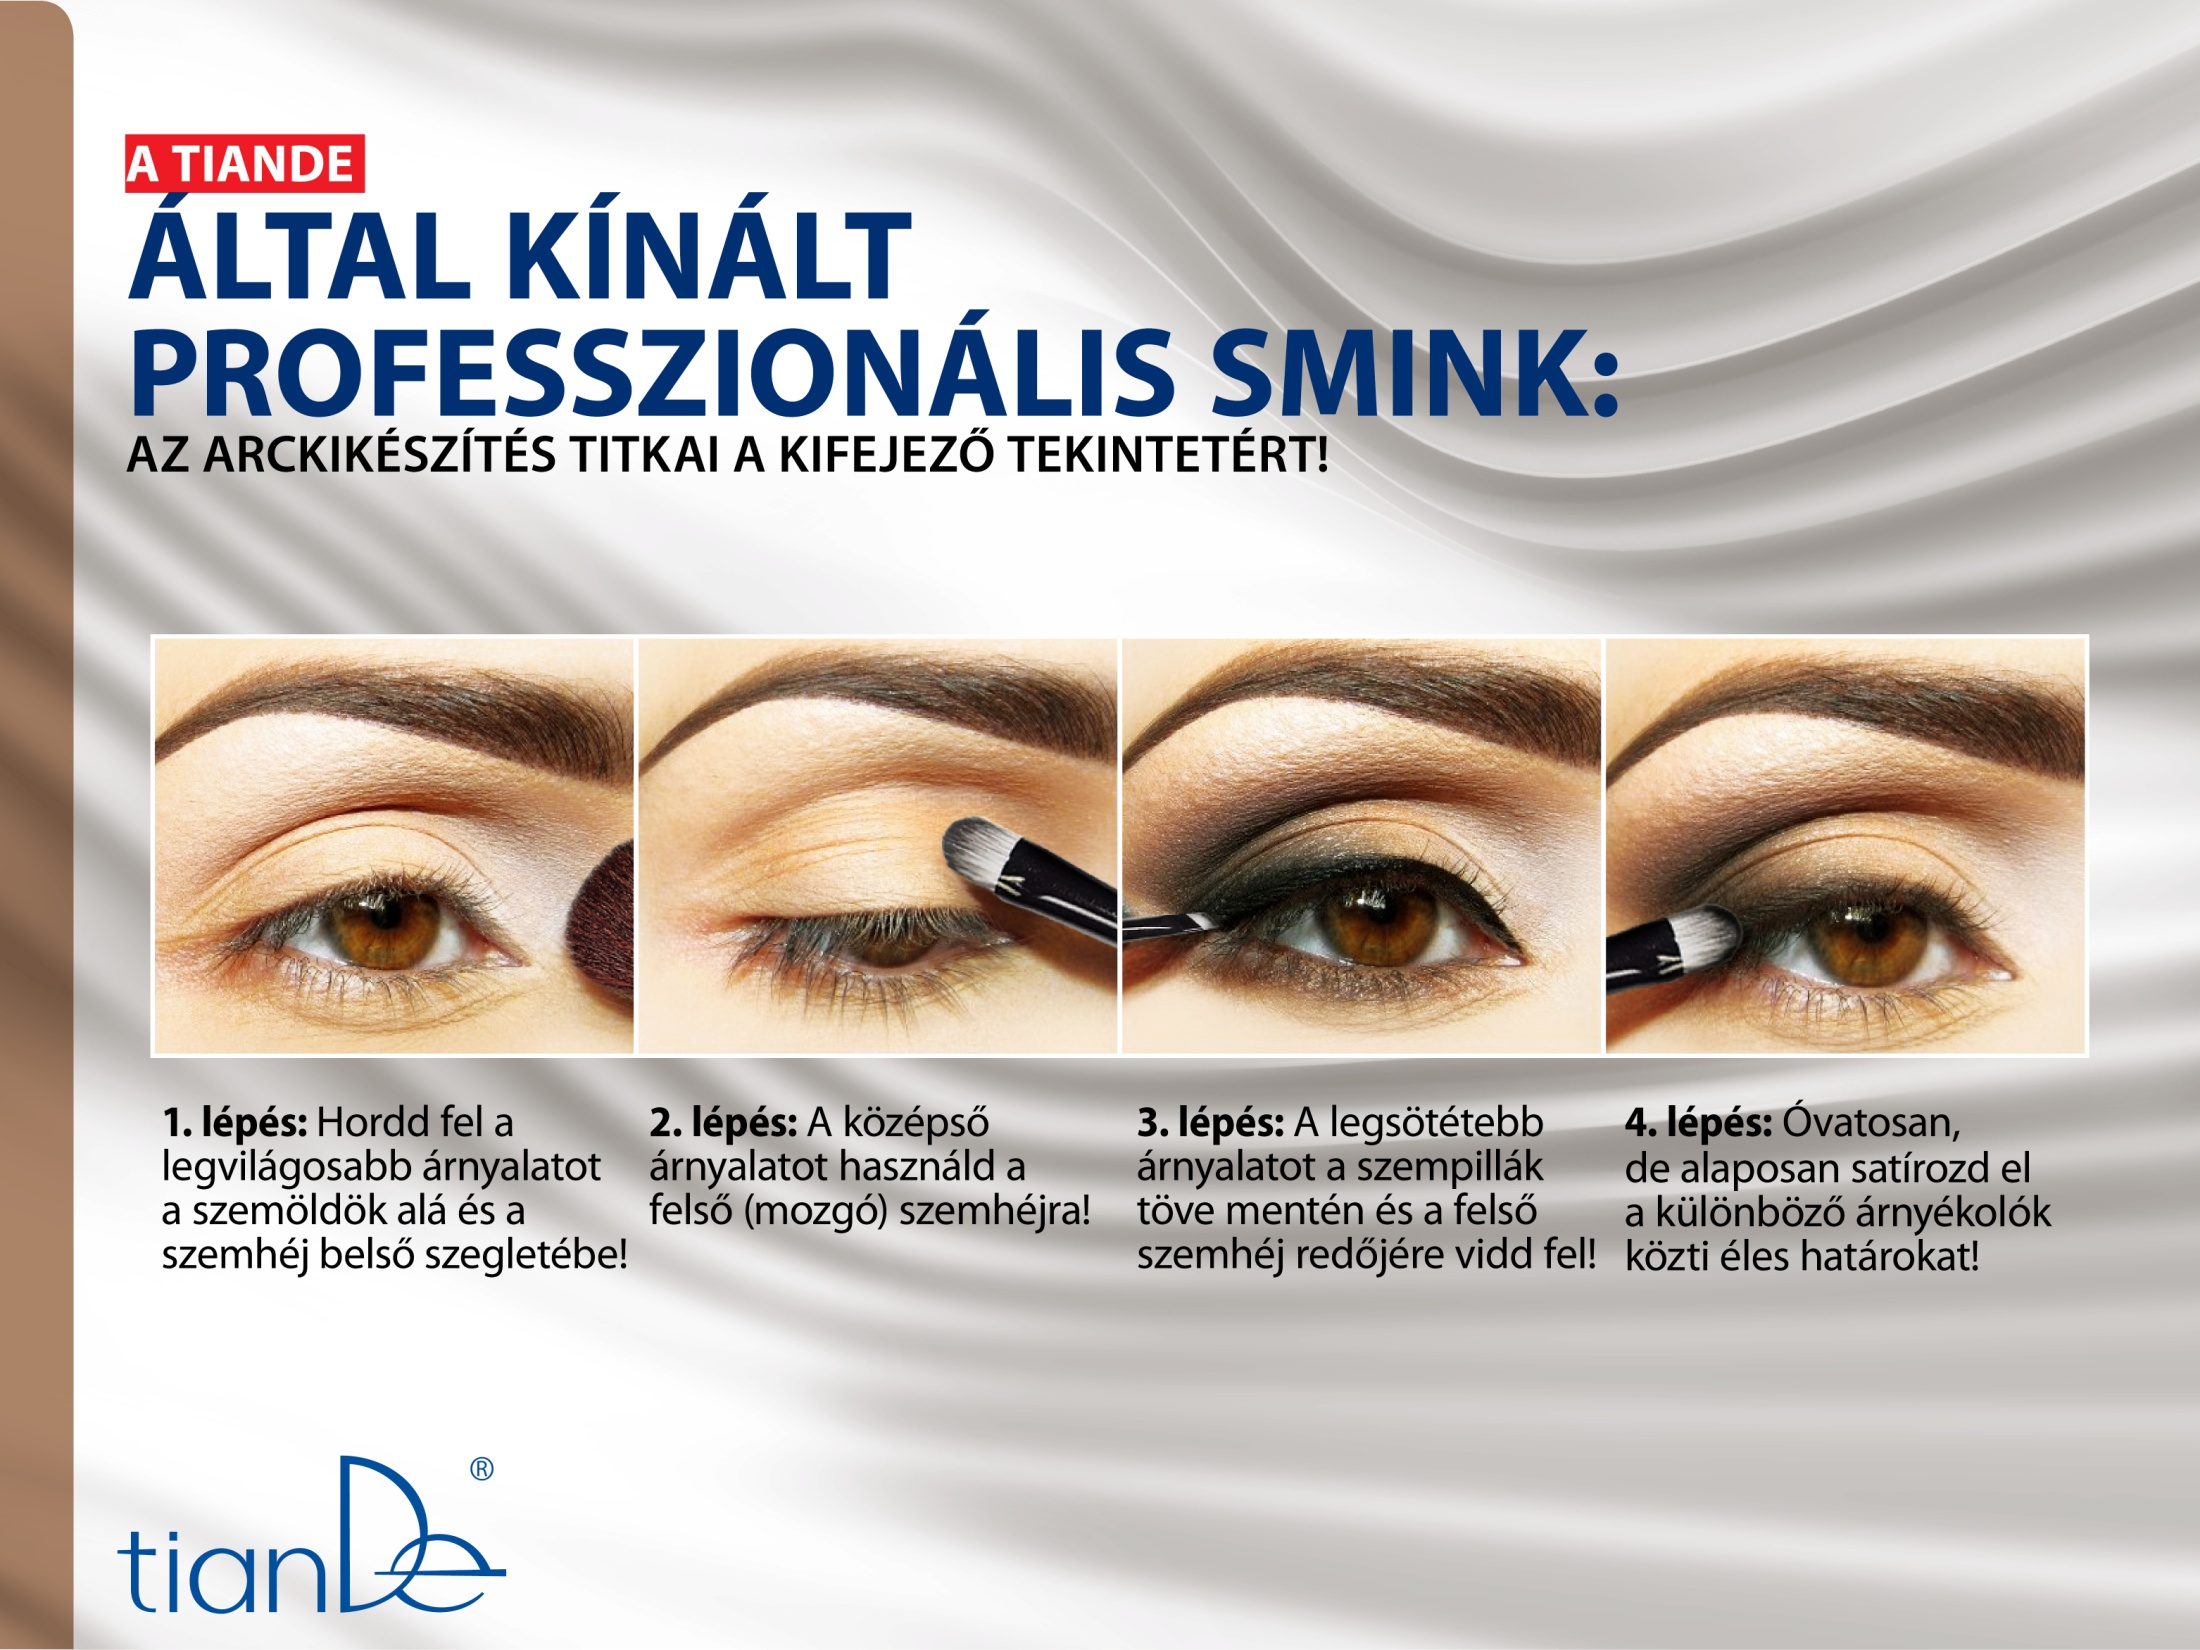 A TIANDE
ÁLTAL KÍNÁLT
PROFESSZIONÁLIS SMINK:
AZ ARCKIKÉSZÍTÉS TITKAI A KIFEJEZŐ TEKINTETÉRT!
1. lépés: Hordd fel a
legvilágosabb árnyalatot
a szemöldök alá és a
szemhéj belső szegletébe!
2. lépés: A középső
árnyalatot használd a
felső (mozgó) szemhéjra!
3. lépés: A legsötétebb
árnyalatot a szempillák
töve mentén és a felső
szemhéj redőjére vidd fel!
4. lépés: Óvatosan,
de alaposan satírozd el
a különböző árnyékolók
közti éles határokat!
tianDe®